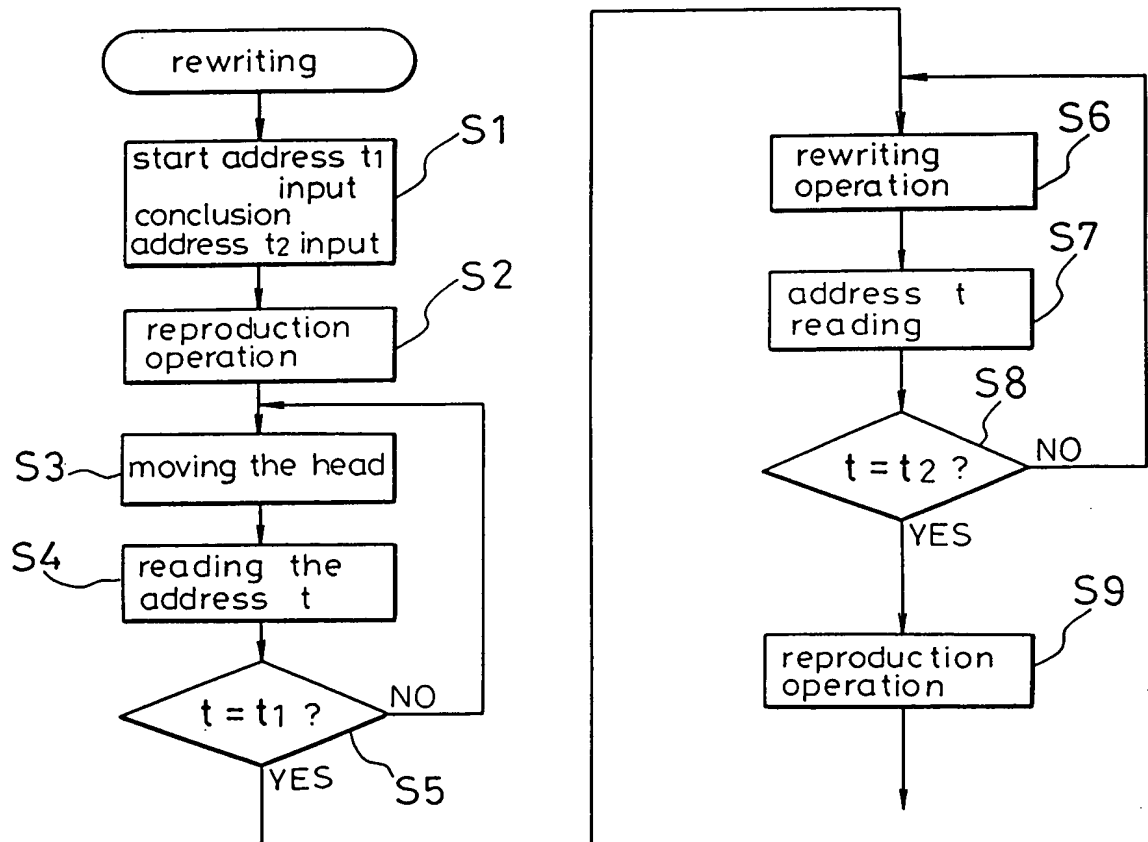 rewriting
S1
start address t1
input
conclusion
address t2 input
S2
reproduction
operation
S3
moving the head
S4
reading the
address t
t = t1 ?
NO
YES
S5
S6
rewriting
operation
S7
address t
reading
S8
t = t2 ?
NO
YES
S9
reproduction
operation